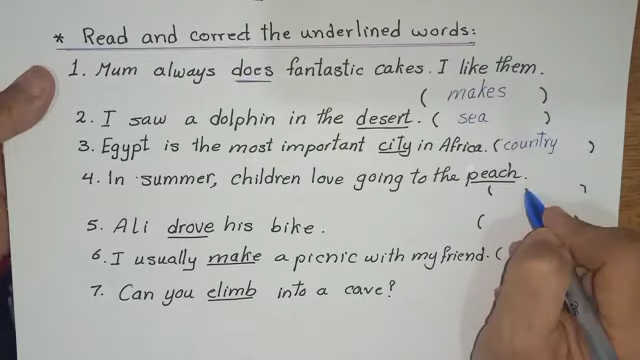 * Read and correct the underlined words:
1. Mum always does fantastic cakes. I like them.
( makes )
2. I saw a dolphin in the desert. ( sea )
3. Egypt is the most important city in Africa. ( country )
4. In summer, children love going to the peach.
( )
5. Ali drove his bike. (
6. I usually make a picnic with my friend. (
7. Can you climb into a cave?